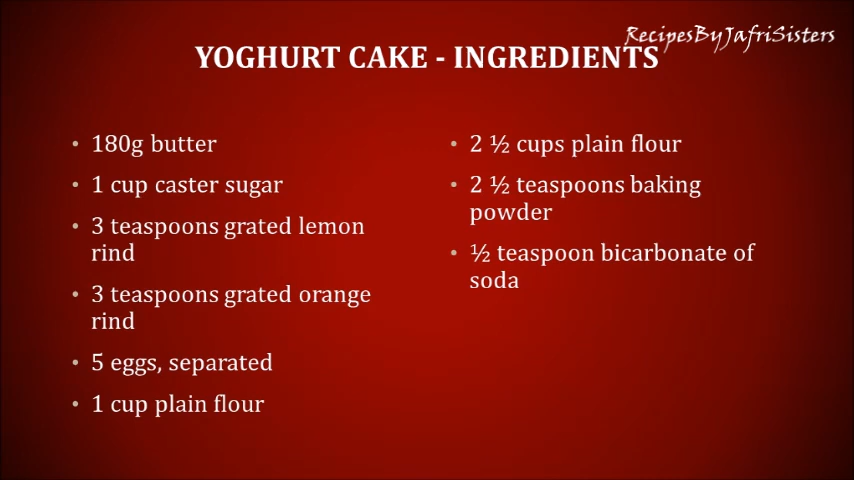 RecipesByJafriSisters
YOGHURT CAKE - INGREDIENTS
• 180g butter
• 1 cup caster sugar
• 3 teaspoons grated lemon
rind
• 3 teaspoons grated orange
rind
• 5 eggs, separated
• 1 cup plain flour
• 2 ½ cups plain flour
• 2 ½ teaspoons baking
powder
• ½ teaspoon bicarbonate of
soda